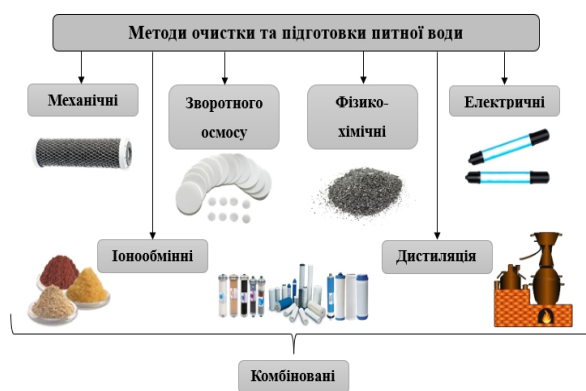 Методи очистки та підготовки питної води
Механічні
Зворотного
осмосу
Фізико-
хімічні
Електричні
Іонообмінні
Дистиляція
Комбіновані